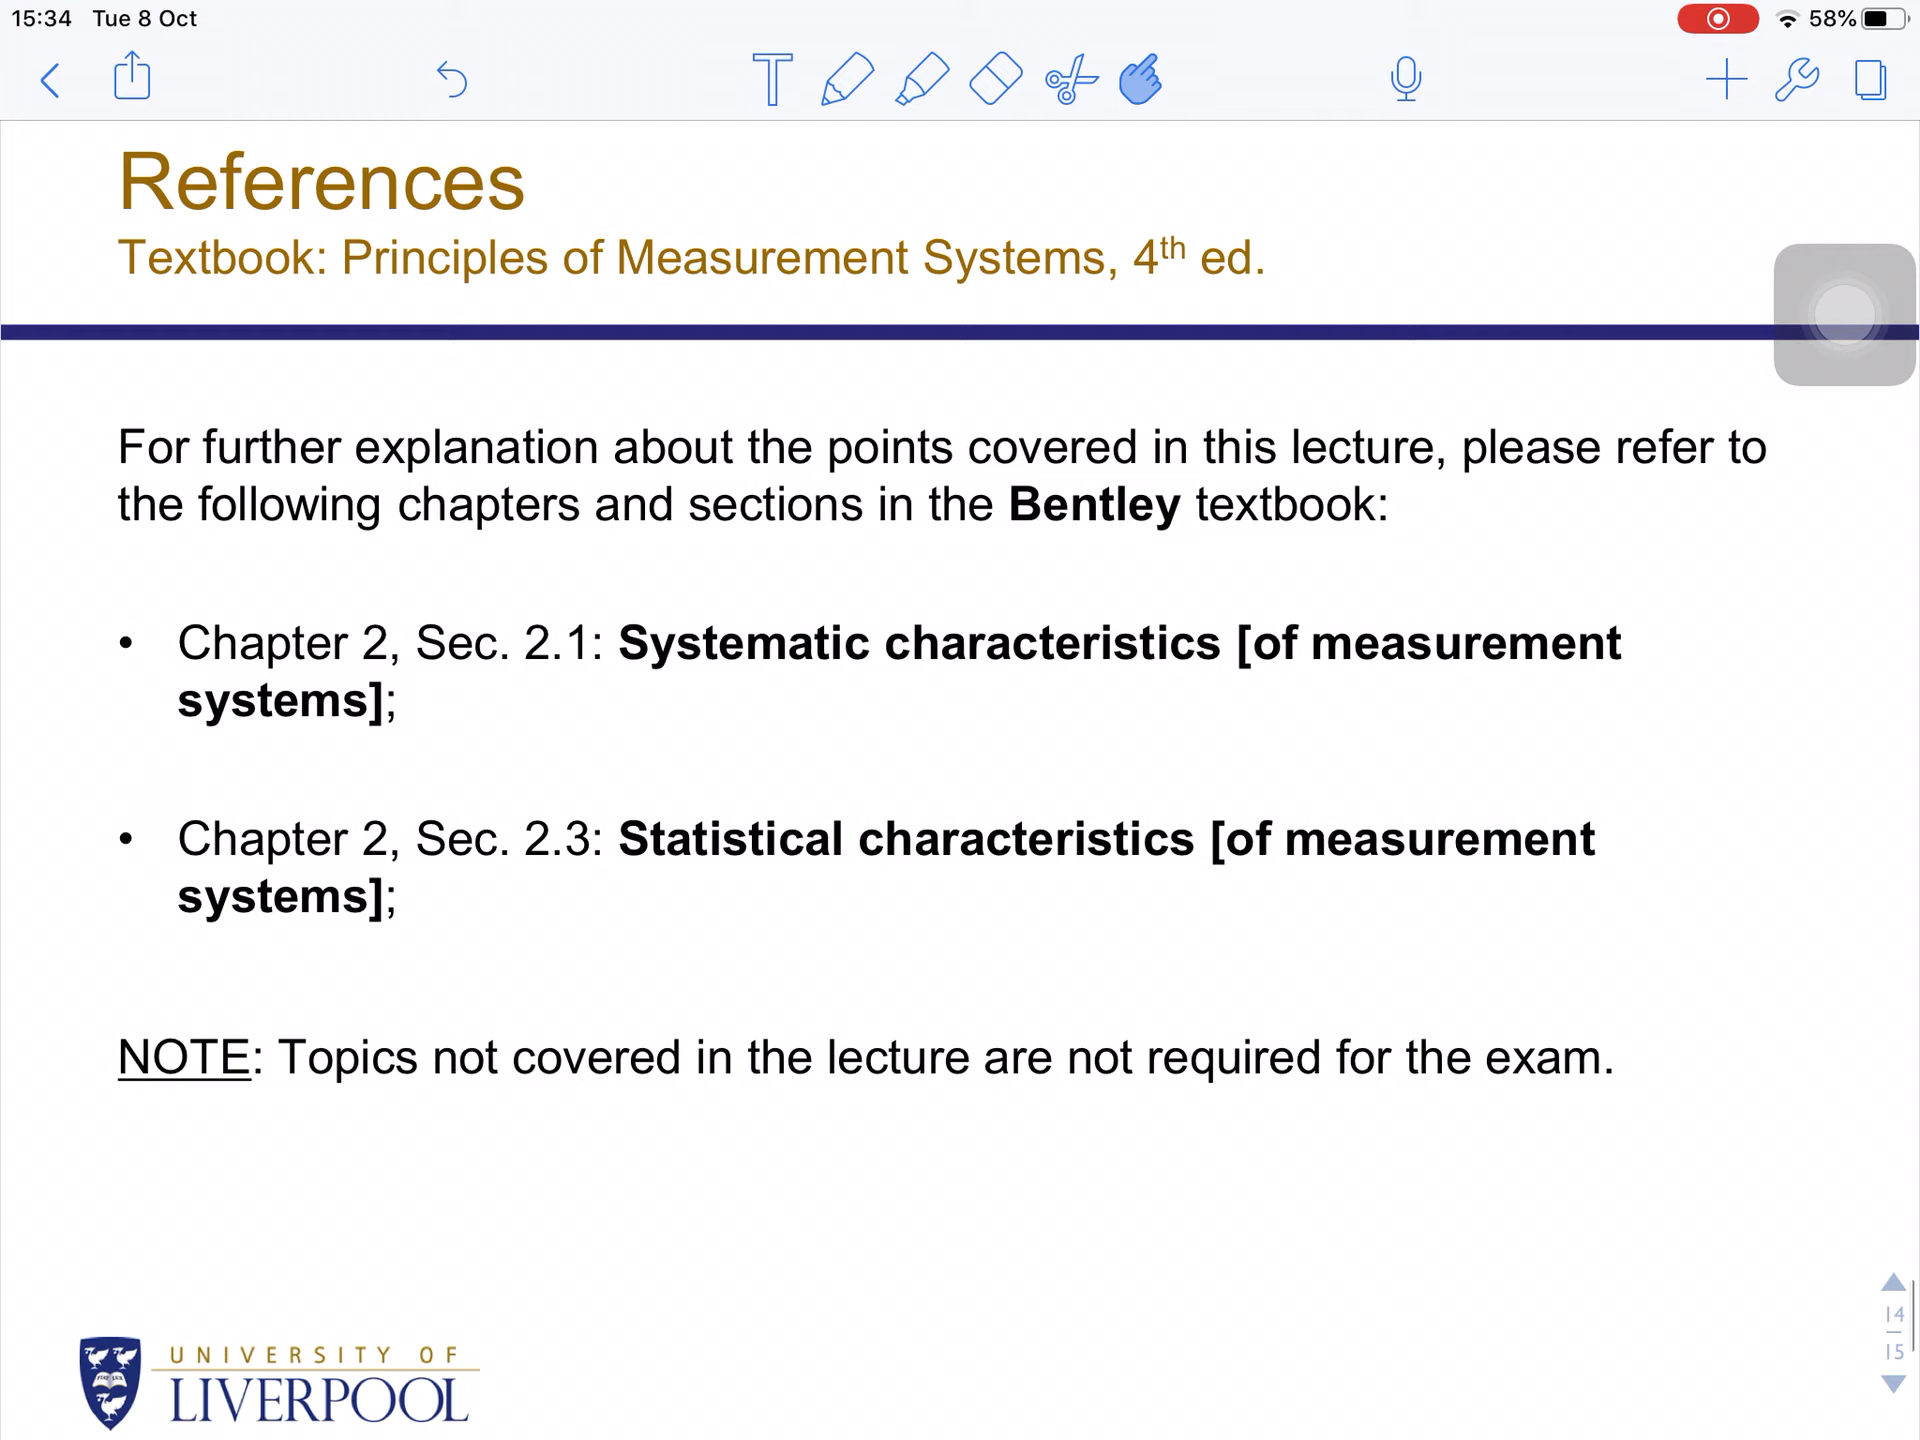 15:34 Tue 8 Oct
58%
References
Textbook: Principles of Measurement Systems, 4th ed.
For further explanation about the points covered in this lecture, please refer to
the following chapters and sections in the Bentley textbook:
• Chapter 2, Sec. 2.1: Systematic characteristics [of measurement
systems];
• Chapter 2, Sec. 2.3: Statistical characteristics [of measurement
systems];
NOTE: Topics not covered in the lecture are not required for the exam.
14
15
UNIVERSITY OF
LIVERPOOL